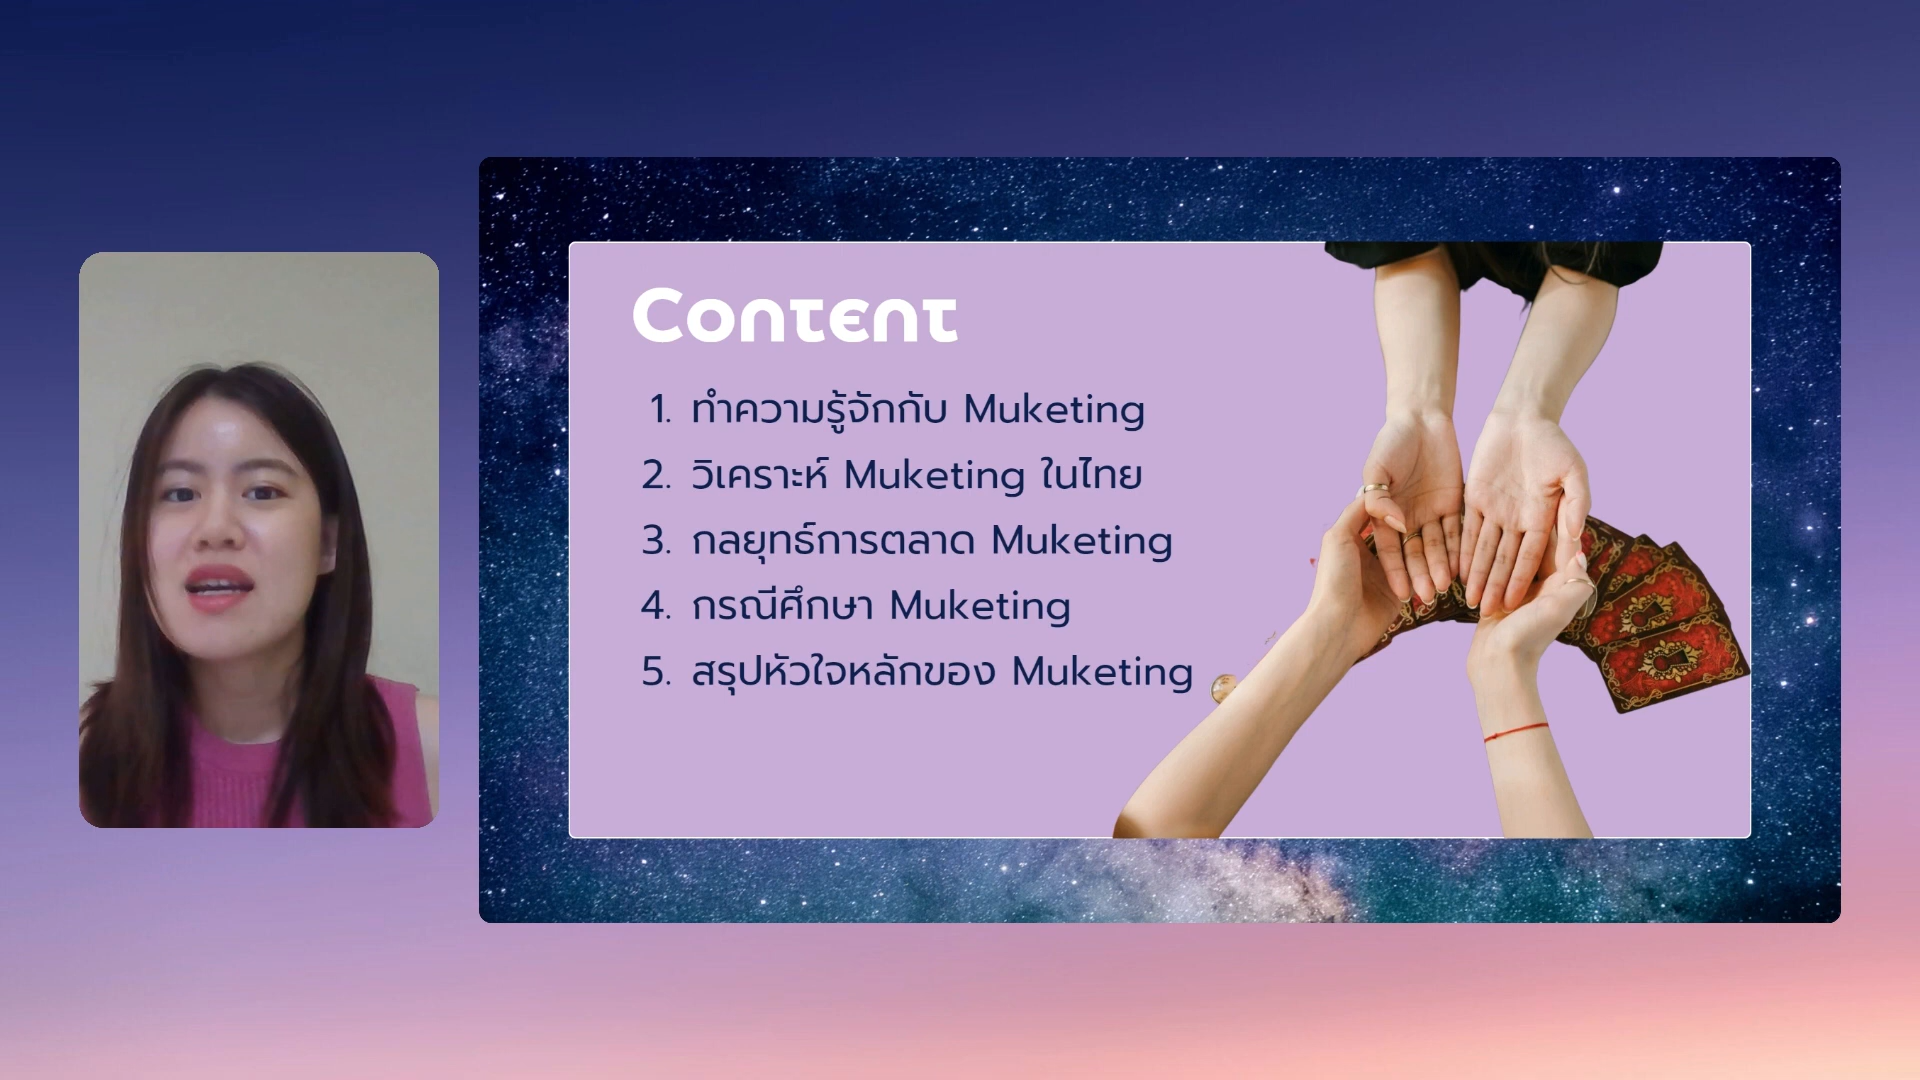 Content
1. ทำความรู้จักกับ Muketing
2. วิเคราะห์ Muketing ในไทย
3. กลยุทธ์การตลาด Muketing
4. กรณีศึกษา Muketing
5. สรุปหัวใจหลักของ Muketing